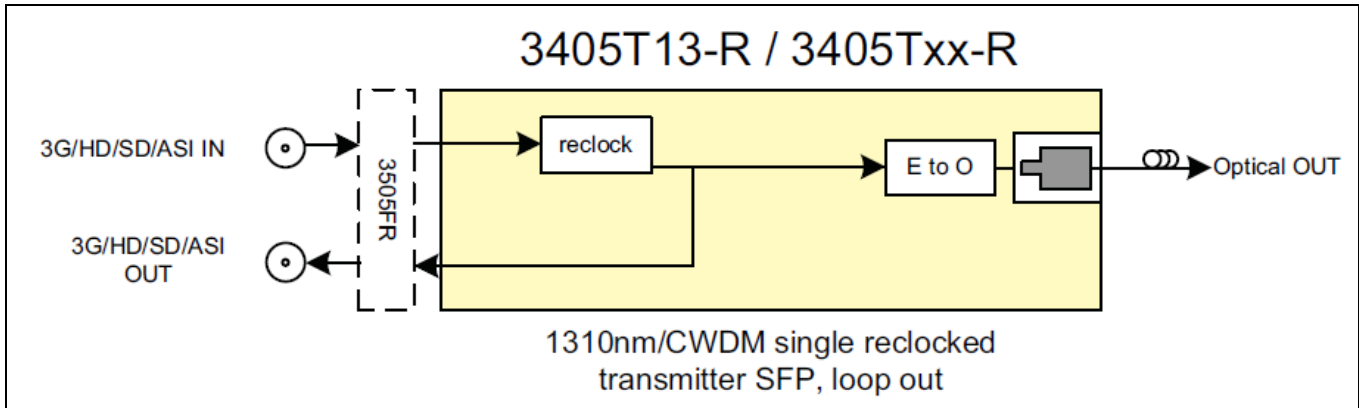 3405T13-R / 3405Txx-R
3G/HD/SD/ASI IN
3505FR
reclock
E to O
Optical OUT
3G/HD/SD/ASI
OUT
1310nm/CWDM single reclocked
transmitter SFP, loop out